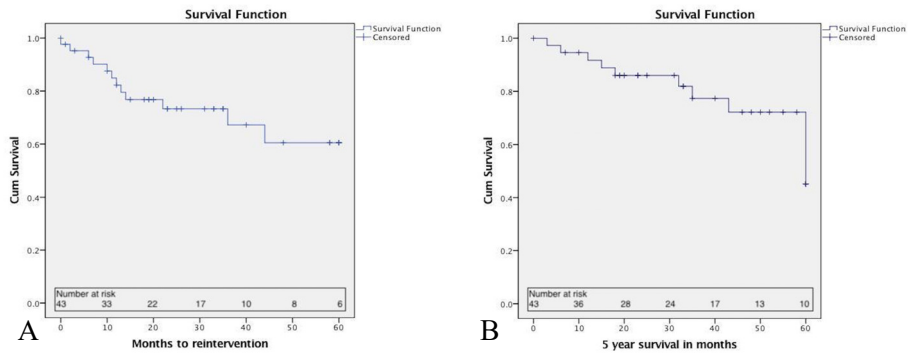 Survival Function
Survival Function
Censored
1.0
0.8
0.6
0.4
0.2
0.0
Cum Survival
Number at risk
43 33 22 17 10 8 6
0 10 20 30 40 50 60
Months to reintervention
A
Survival Function
Survival Function
Censored
1.0
0.8
0.6
0.4
0.2
0.0
Cum Survival
Number at risk
43 36 28 24 17 13 10
0 10 20 30 40 50 60
5 year survival in months
B